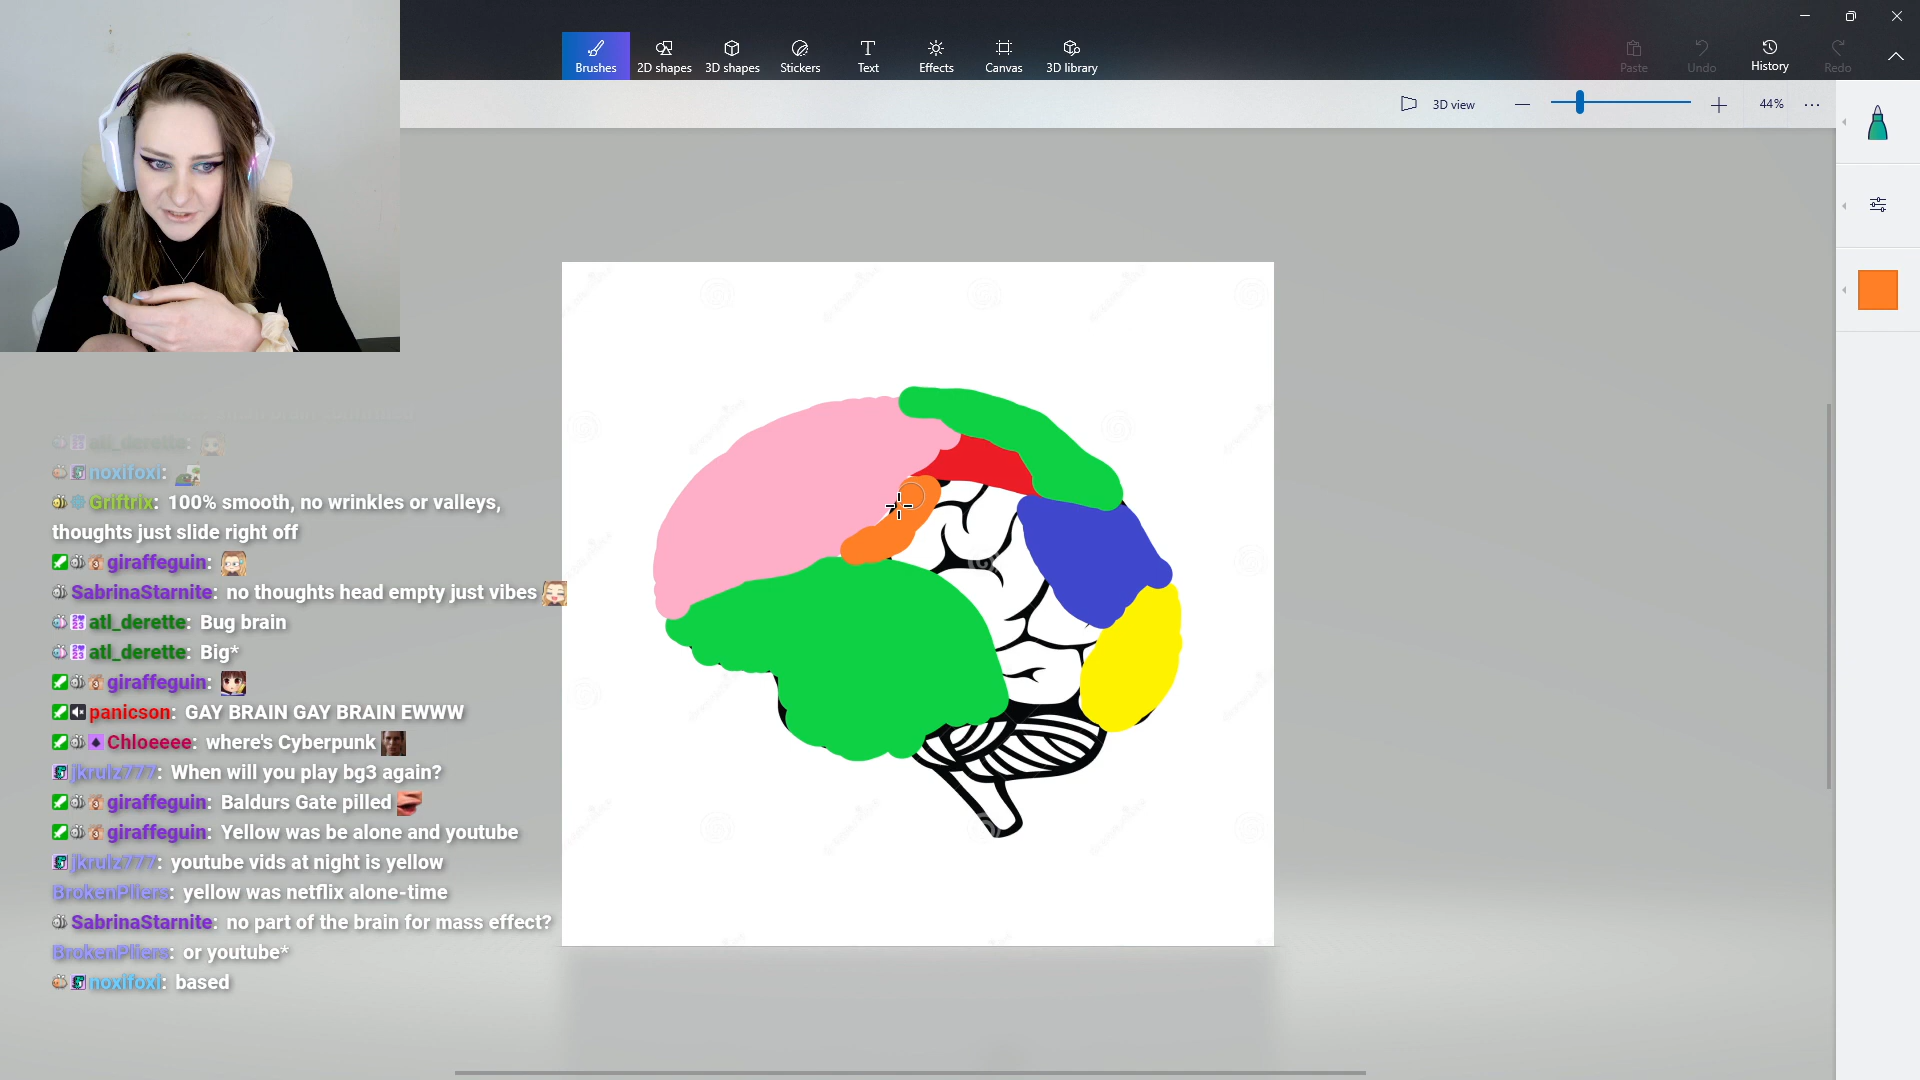 Brushes
2D shapes
3D shapes
Stickers
Text
Effects
Canvas
3D library
Paste
Undo
History
Redo
3D view
44%
atl_derette:
noxifoxi:
Griftrix: 100% smooth, no wrinkles or valleys,
thoughts just slide right off
giraffeguin:
SabrinaStarnite: no thoughts head empty just vibes
atl_derette: Bug brain
atl_derette: Big*
giraffeguin:
panicson: GAY BRAIN GAY BRAIN EWWW
Chloeeee: where's Cyberpunk
jkrulz777: When will you play bg3 again?
giraffeguin: Baldurs Gate pilled
giraffeguin: Yellow was be alone and youtube
jkrulz777: youtube vids at night is yellow
BrokenPliers: yellow was netflix alone-time
SabrinaStarnite: no part of the brain for mass effect?
BrokenPliers: or youtube*
noxifoxi: based